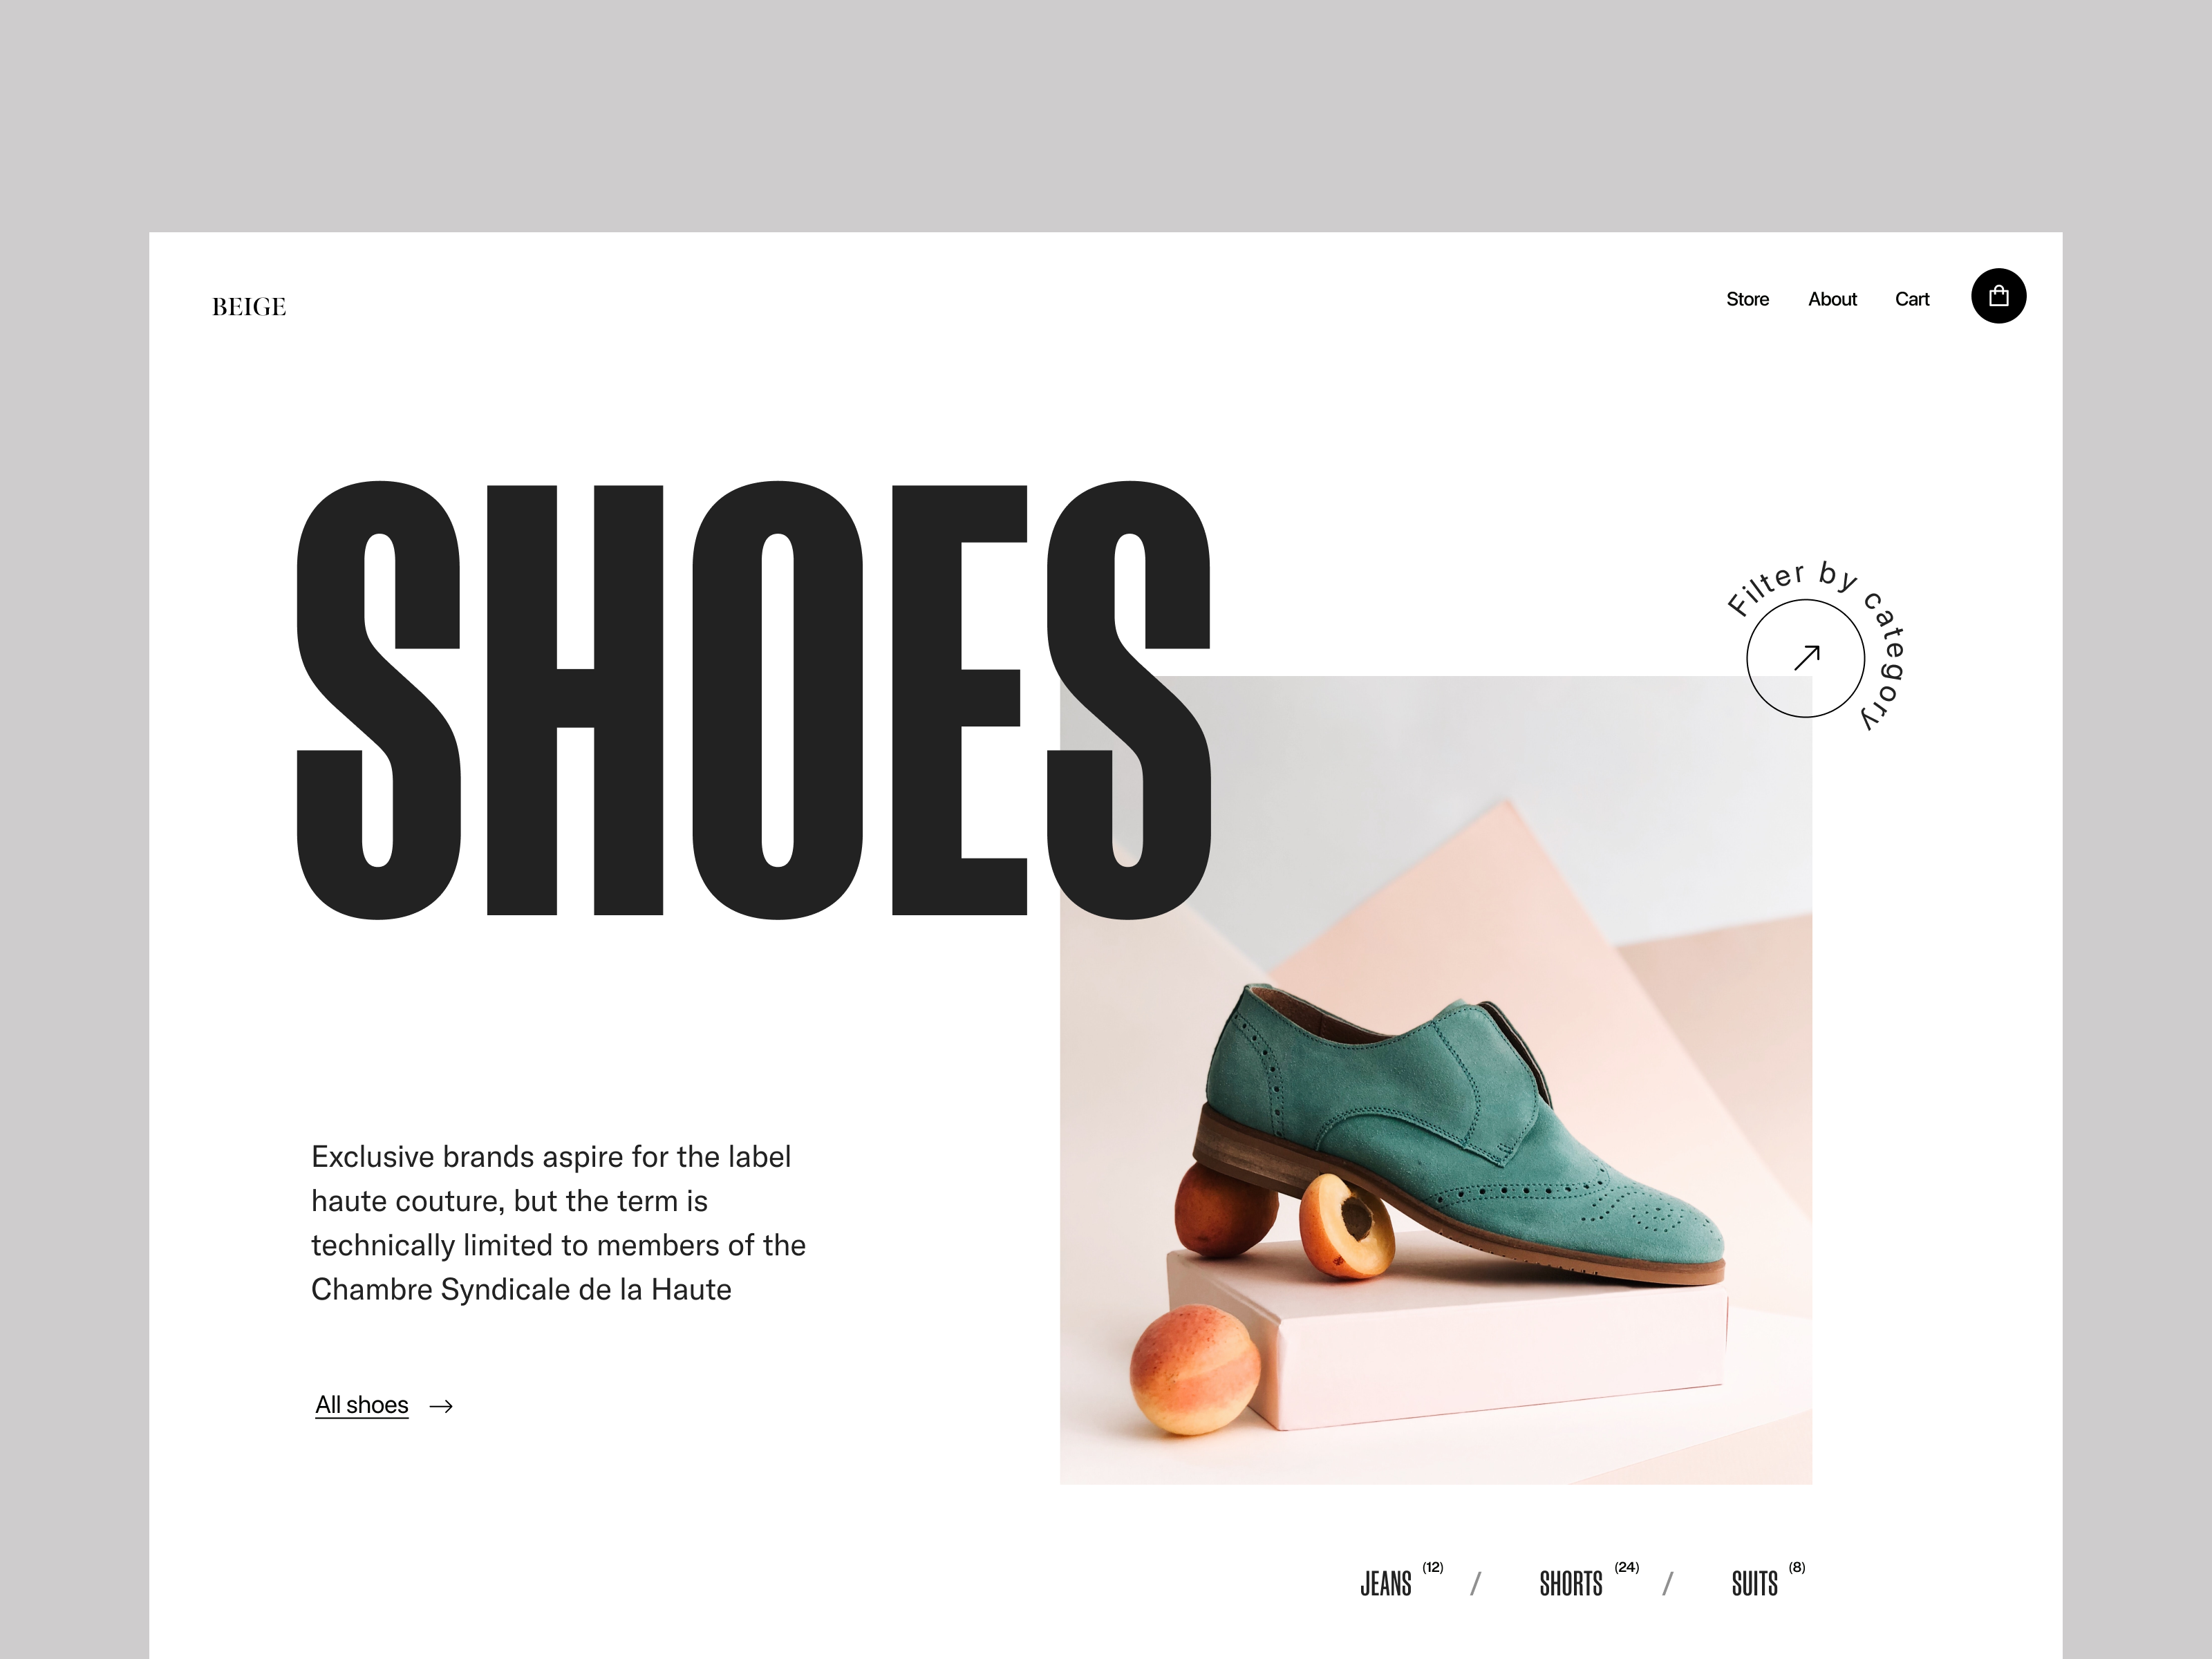 BEIGE
Store About Cart
SHOES
Filter by category
Exclusive brands aspire for the label
haute couture, but the term is
technically limited to members of the
Chambre Syndicale de la Haute
All shoes
JEANS (12) / SHORTS (24) / SUITS (8)